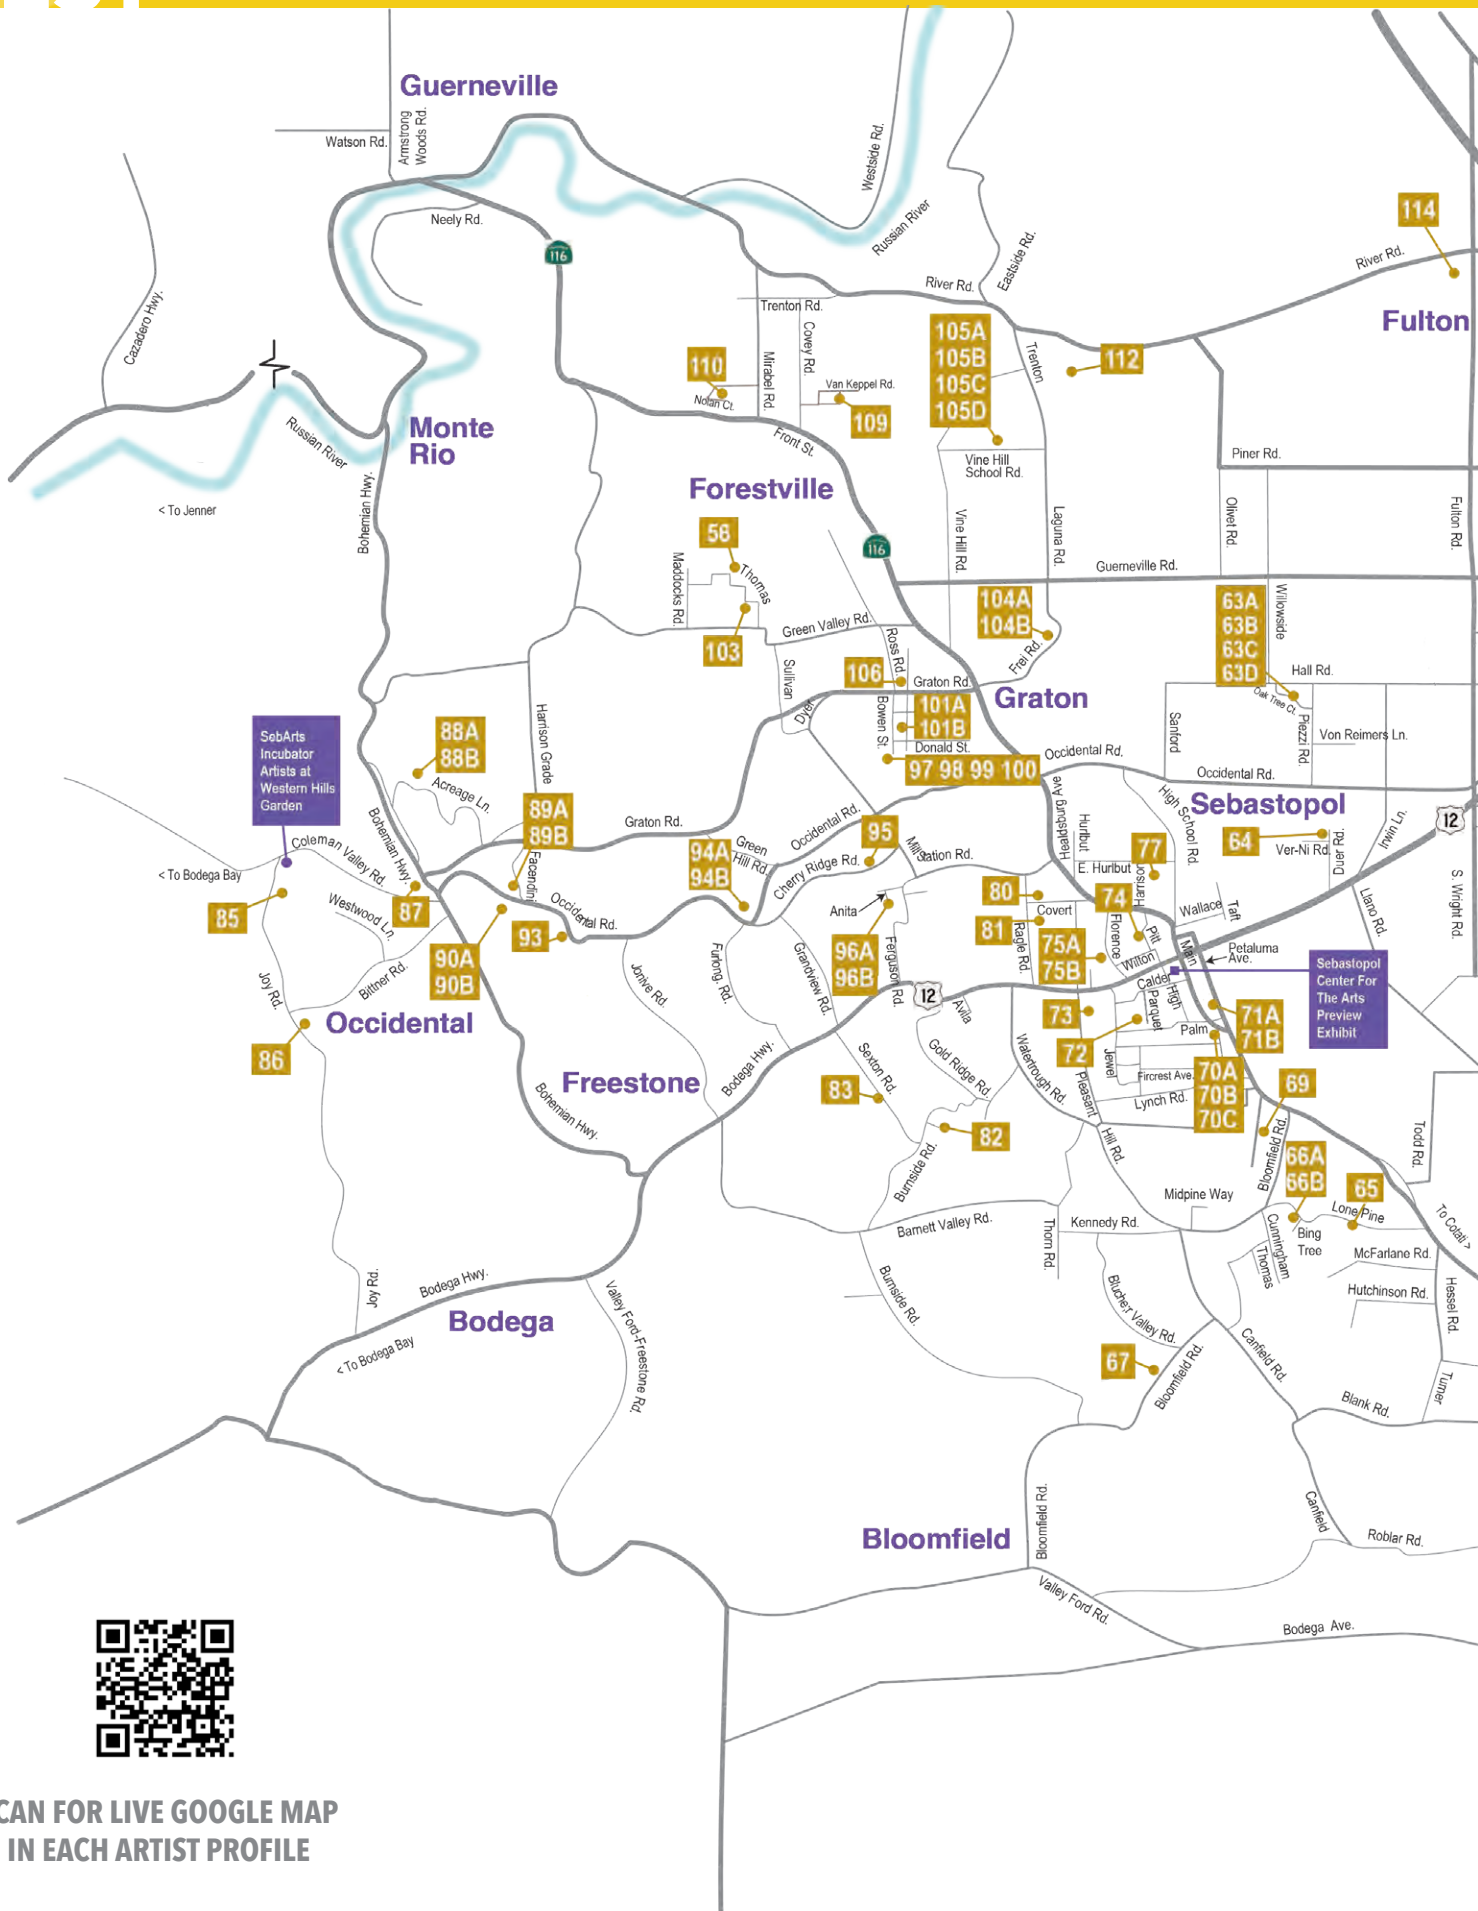 Guerneville
Watson Rd.
Armstrong
Woods Rd.
Westside Rd.
Neely Rd.
Russian River
116
114
River Rd.
Eastside Rd.
River Rd.
Cazadero Hwy.
Trenton Rd.
Fulton
Covey Rd.
105A
105B
105C
105D
Trenton
112
110
Mirabel Rd.
Van Keppel Rd.
Nolan Ct.
109
Monte
Rio
Russian River
Front St.
Vine Hill
School Rd.
Piner Rd.
Forestville
Bohemian Hwy.
< To Jenner
Vine Hill Rd.
Laguna Rd.
Olivet Rd.
Fulton Rd.
58
116
Maddocks Rd.
Thomas
Guerneville Rd.
104A
104B
63A
63B
63C
63D
Willowside
Green Valley Rd.
103
Ross Rd.
Frei Rd.
Sullivan
106
Graton Rd.
Hall Rd.
Oak Tree Ct.
Graton
Dyer
Bowen St.
101A
101B
Donald St.
Sanford
Piezzi Rd.
Von Reimers Ln.
SebArts
Incubator
Artists at
Western Hills
Garden
88A
88B
Harrison Grade
Acreage Ln.
97 98 99 100
Occidental Rd.
Occidental Rd.
89A
89B
Graton Rd.
Healdsburg Ave
High School Rd.
Sebastopol
12
Bohemian Hwy.
Coleman Valley Rd.
Occidental Rd.
95
Hurlbut
77
64
Ver-Ni Rd.
Duer Rd.
Irwin Ln.
94A
94B
Green
Hill Rd.
Cherry Ridge Rd.
Mill Station Rd.
E. Hurlbut
< To Bodega Bay
Facendini
80
74
Harrison
S. Wright Rd.
85
87
Westwood Ln.
Occidental Rd.
Anita
Covert
Wallace
Taft
Llano Rd.
93
81
Ragle Rd.
75A
75B
Florence
Pitt
Wilton
Main
Petaluma
Ave.
90A
90B
Furlong. Rd.
Grandview Rd.
96A
96B
Ferguson Rd.
Sebastopol
Center For
The Arts
Preview
Exhibit
Joy Rd.
Bittner Rd.
Jonive Rd.
12
Avila
Calder
High
Parquet
73
71A
71B
Occidental
86
72
Palm
Freestone
Bodega Hwy.
Sexton Rd.
Gold Ridge Rd.
Watertrough Rd.
Jewel
Fircrest Ave.
70A
70B
70C
69
83
Pleasant
Lynch Rd.
Bohemian Hwy.
82
Hill Rd.
Bloomfield Rd.
Todd Rd.
66A
66B
65
Burnside Rd.
Midpine Way
Lone Pine
To Cotati >
Barnett Valley Rd.
Thorn Rd.
Kennedy Rd.
Cunningham
Thomas
Bing
Tree
McFarlane Rd.
Joy Rd.
Bodega Hwy.
Valley Ford-Freestone Rd.
Burnside Rd.
Blucher Valley Rd.
Hutchinson Rd.
Hessel Rd.
Bodega
< To Bodega Bay
67
Bloomfield Rd.
Canfield Rd.
Turner
Blank Rd.
Bloomfield
Bloomfield Rd.
Canfield
Roblar Rd.
Valley Ford Rd.
Bodega Ave.
CAN FOR LIVE GOOGLE MAP
IN EACH ARTIST PROFILE